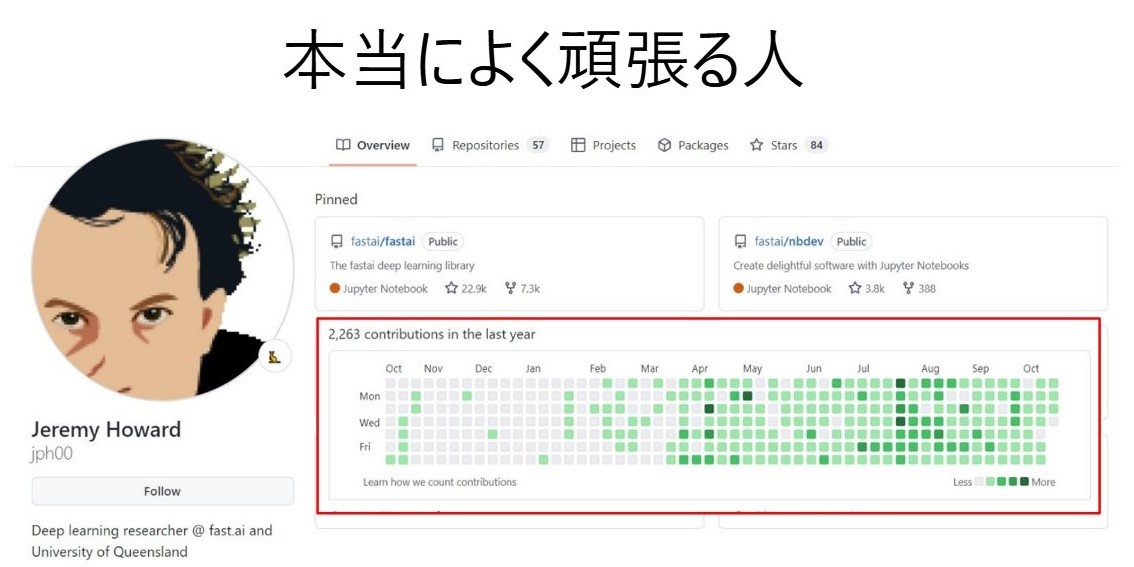 本当によく頑張る人
Overview Repositories 57 Projects Packages Stars 84
Pinned
fastai/fastai Public
The fastai deep learning library
Jupyter Notebook 22.9k 7.3k
fastai/nbdev Public
Create delightful software with Jupyter Notebooks
Jupyter Notebook 3.8k 388
2,263 contributions in the last year
Oct Nov Dec Jan Feb Mar Apr May Jun Jul Aug Sep Oct
Mon
Wed
Fri
Learn how we count contributions
Less More
Jeremy Howard
jph00
Follow
Deep learning researcher @ fast.ai and
University of Queensland